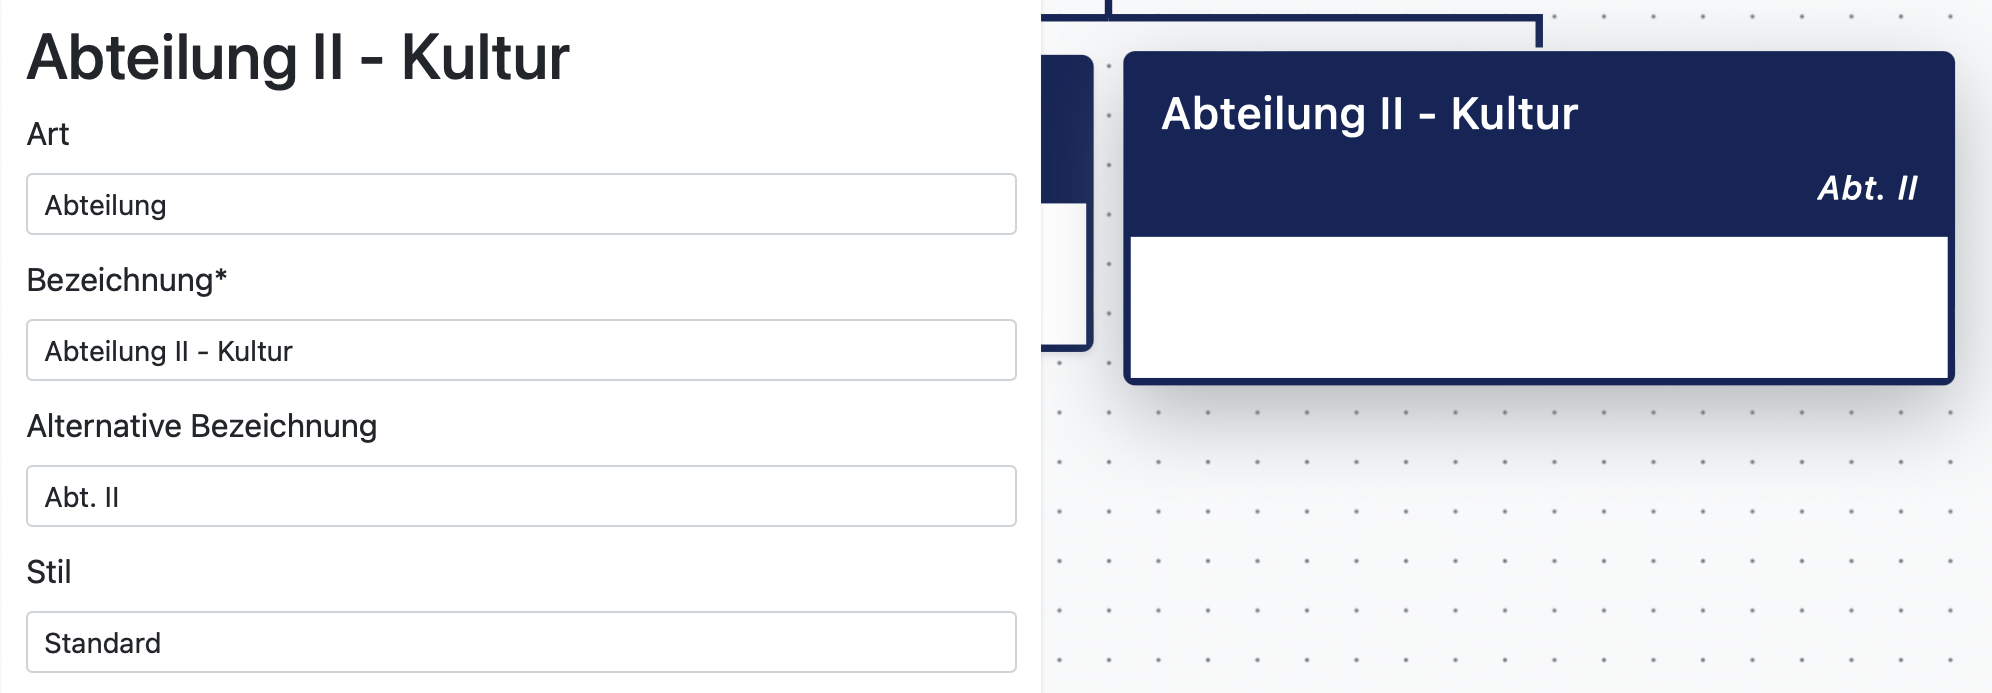 Abteilung II - Kultur
Art
Abteilung
Bezeichnung*
Abteilung II - Kultur
Alternative Bezeichnung
Abt. II
Stil
Standard
Abteilung II - Kultur
Abt. II